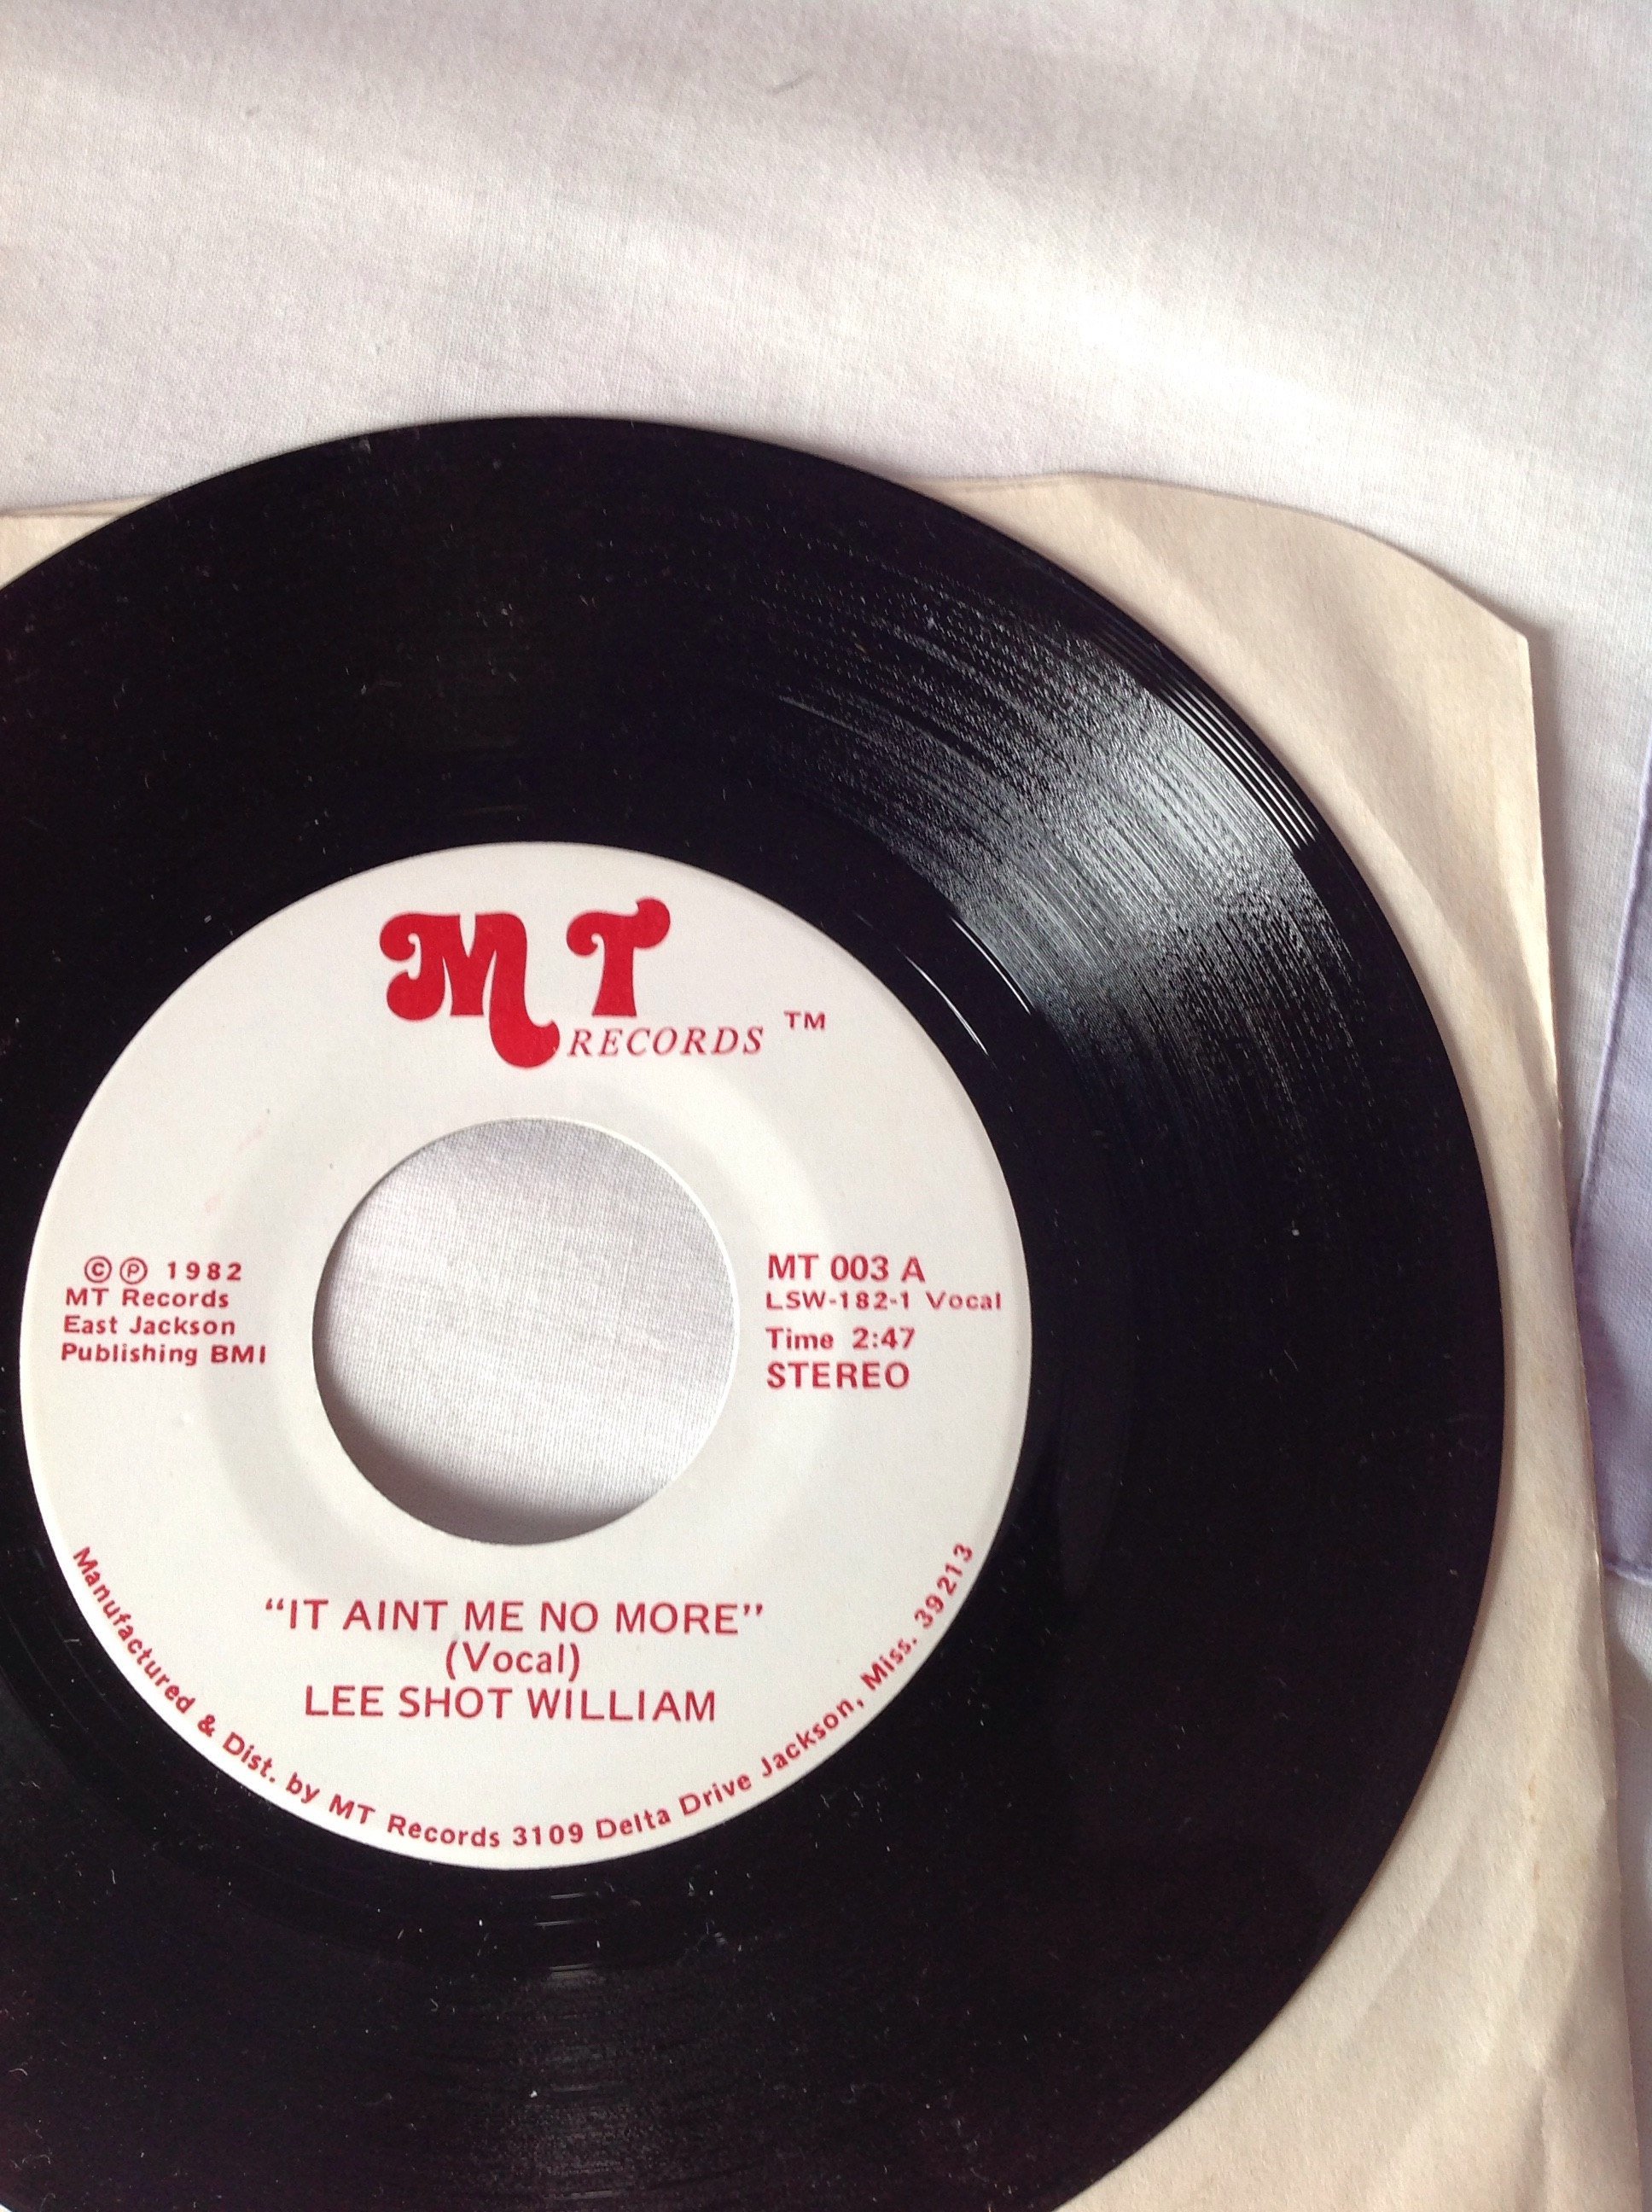 MT
RECORDS ™
© ℗ 1982
MT Records
East Jackson
Publishing BMI
MT 003 A
LSW-182-1 Vocal
Time 2:47
STEREO
“IT AINT ME NO MORE”
(Vocal)
LEE SHOT WILLIAM
Manufactured & Dist. by MT Records 3109 Delta Drive Jackson, Miss. 39213